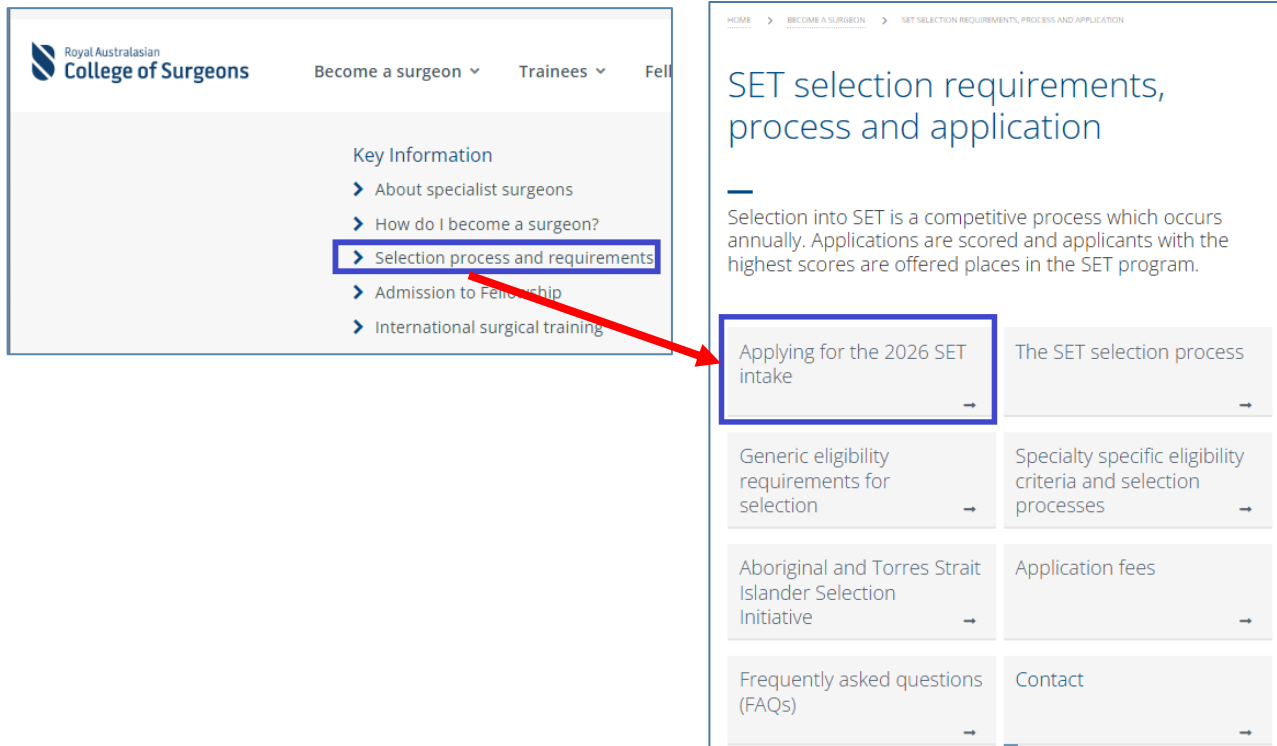 Royal Australasian
College of Surgeons
Become a surgeon
Trainees
Fell
Key Information
About specialist surgeons
How do I become a surgeon?
Selection process and requirements
Admission to Fellowship
International surgical training
HOME > BECOME A SURGEON > SET SELECTION REQUIREMENTS, PROCESS AND APPLICATION
SET selection requirements,
process and application
Selection into SET is a competitive process which occurs
annually. Applications are scored and applicants with the
highest scores are offered places in the SET program.
Applying for the 2026 SET
intake
The SET selection process
Generic eligibility
requirements for
selection
Specialty specific eligibility
criteria and selection
processes
Aboriginal and Torres Strait
Islander Selection
Initiative
Application fees
Frequently asked questions
(FAQs)
Contact